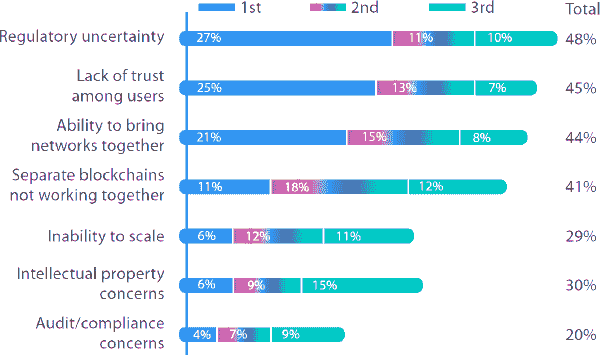 1st 2nd 3rd Total
Regulatory uncertainty 27% 11% 10% 48%
Lack of trust
among users 25% 13% 7% 45%
Ability to bring
networks together 21% 15% 8% 44%
Separate blockchains
not working together 11% 18% 12% 41%
Inability to scale 6% 12% 11% 29%
Intellectual property
concerns 6% 9% 15% 30%
Audit/compliance
concerns 4% 7% 9% 20%